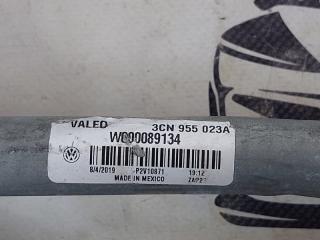 VALEO 3CN 955 023A
W000089134
8/4/2019 -P2V10871 19:12
MADE IN MEXICO